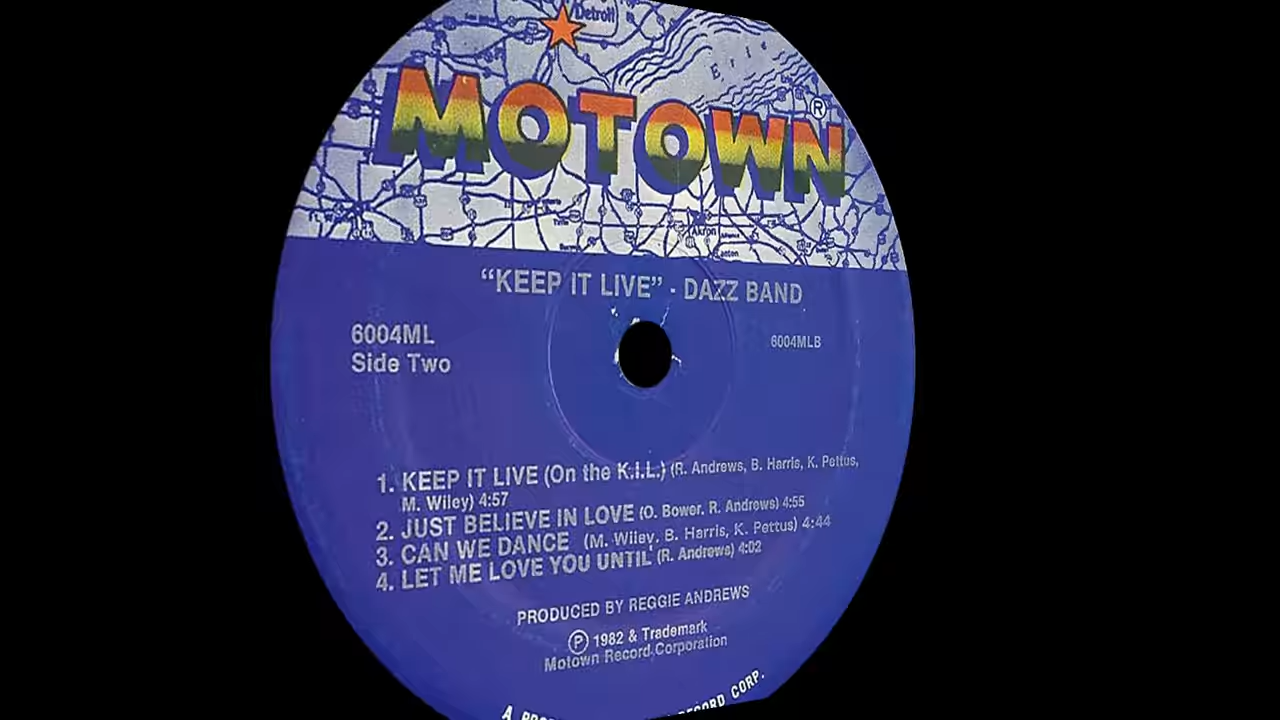 Detroit
Erie
MOTOWN®
Akron
Canton
“KEEP IT LIVE” - DAZZ BAND
6004ML
6004MLB
Side Two
1. KEEP IT LIVE (On the K.I.L.) (R. Andrews, B. Harris, K. Pettus,
M. Wiley) 4:57
2. JUST BELIEVE IN LOVE (O. Bower, R. Andrews) 4:55
3. CAN WE DANCE (M. Wiley, B. Harris, K. Pettus) 4:44
4. LET ME LOVE YOU UNTIL (R. Andrews) 4:02
PRODUCED BY REGGIE ANDREWS
Ⓟ 1982 & Trademark
Motown Record Corporation
A RECORD CORP.